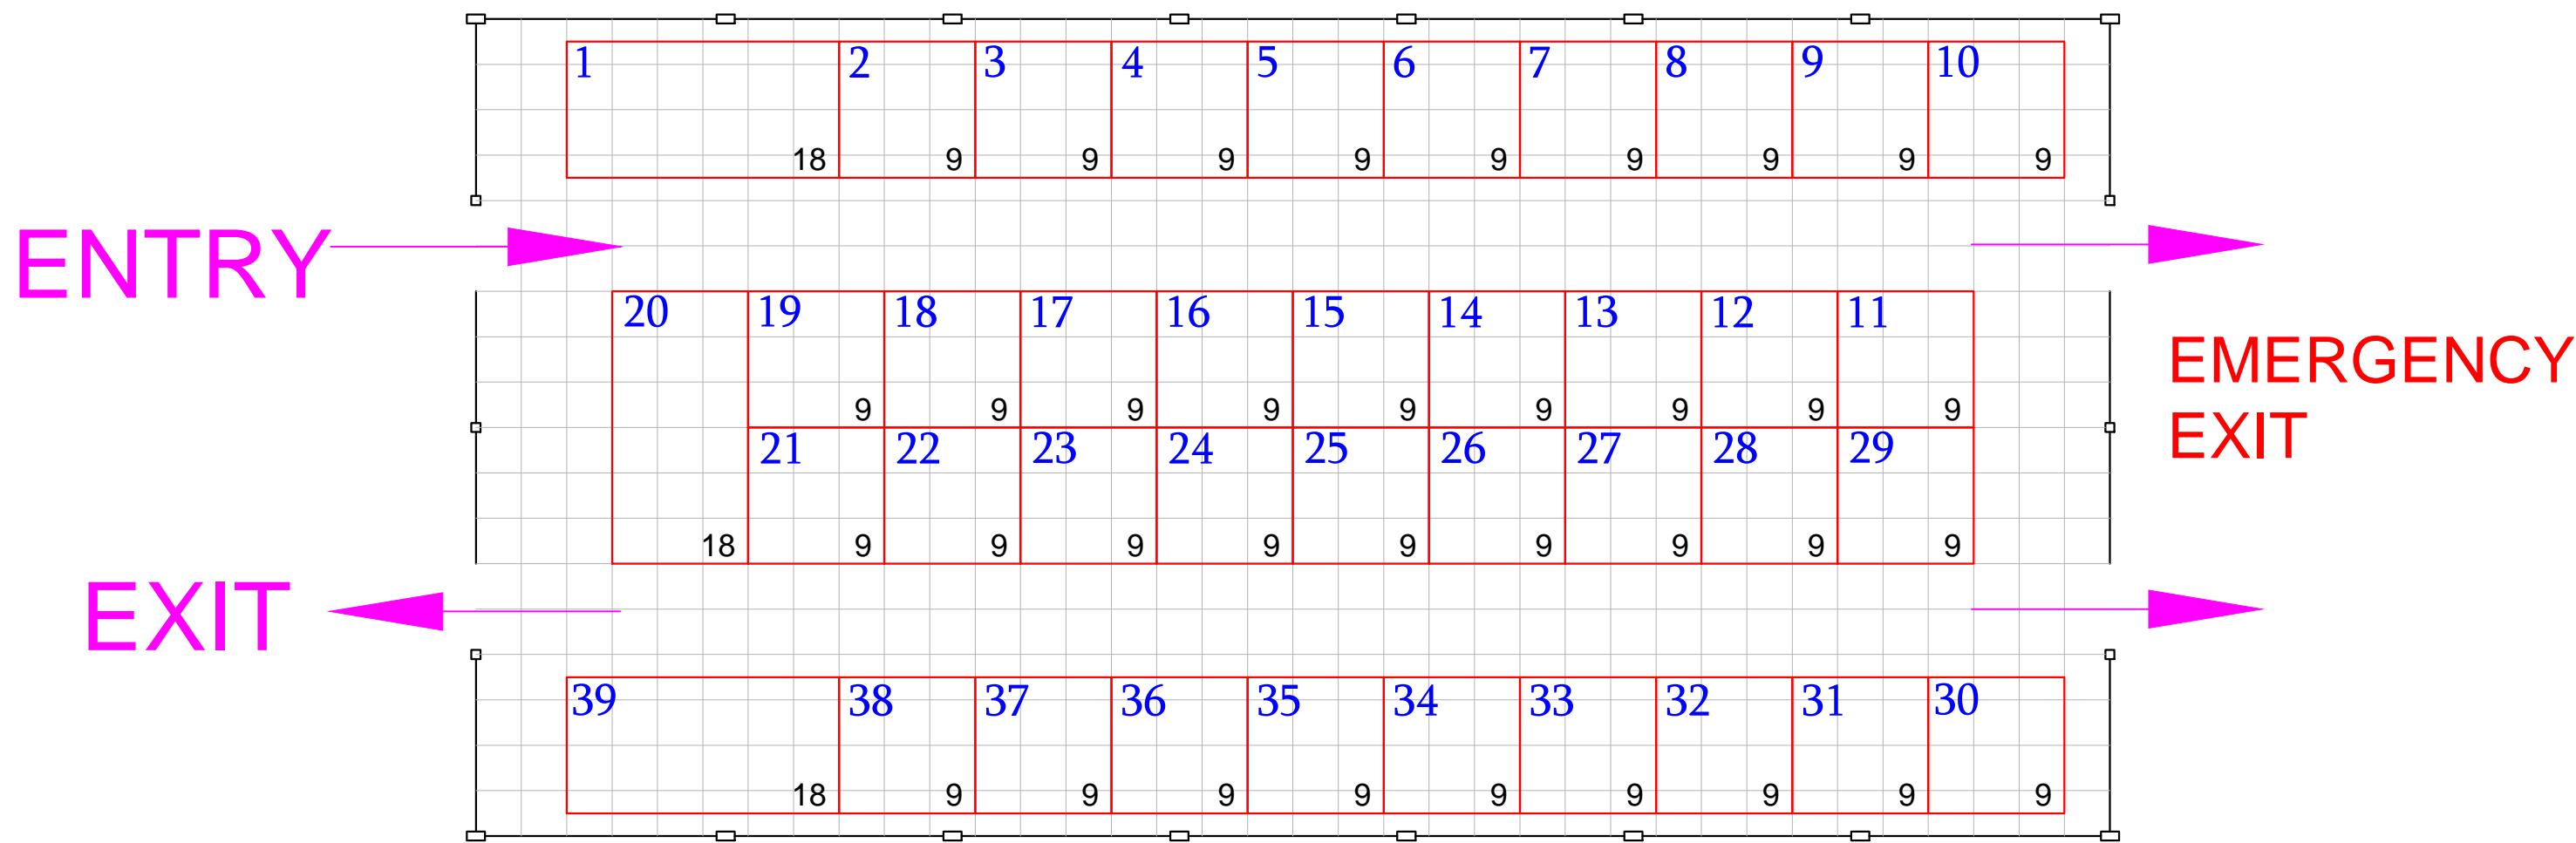 1 2 3 4 5 6 7 8 9 10
18 9 9 9 9 9 9 9 9 9
ENTRY
20 19 18 17 16 15 14 13 12 11
9 9 9 9 9 9 9 9 9
EMERGENCY
EXIT
21 22 23 24 25 26 27 28 29
18 9 9 9 9 9 9 9 9 9
EXIT
39 38 37 36 35 34 33 32 31 30
18 9 9 9 9 9 9 9 9 9